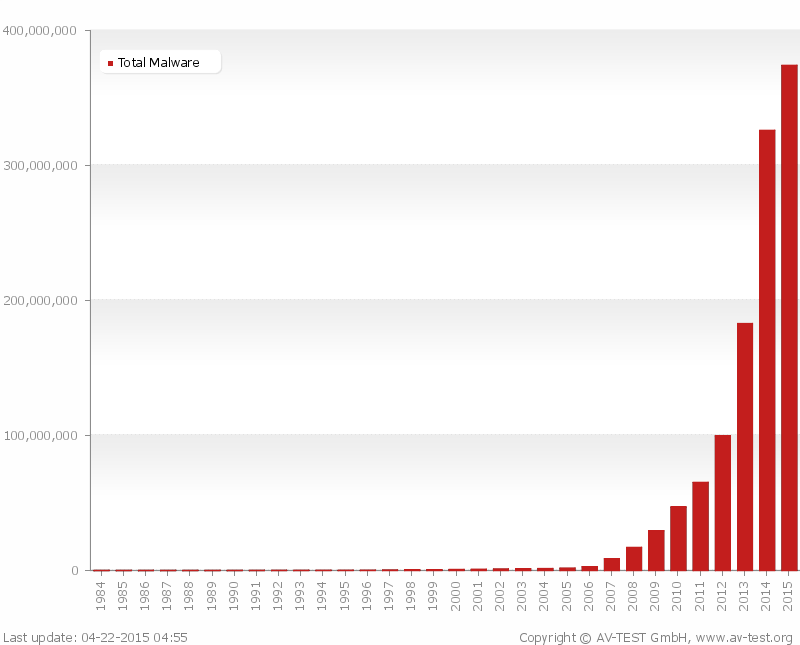 400,000,000
Total Malware
300,000,000
200,000,000
100,000,000
0
1984 1985 1986 1987 1988 1989 1990 1991 1992 1993 1994 1995 1996 1997 1998 1999 2000 2001 2002 2003 2004 2005 2006 2007 2008 2009 2010 2011 2012 2013 2014 2015
Last update: 04-22-2015 04:55 Copyright © AV-TEST GmbH, www.av-test.org